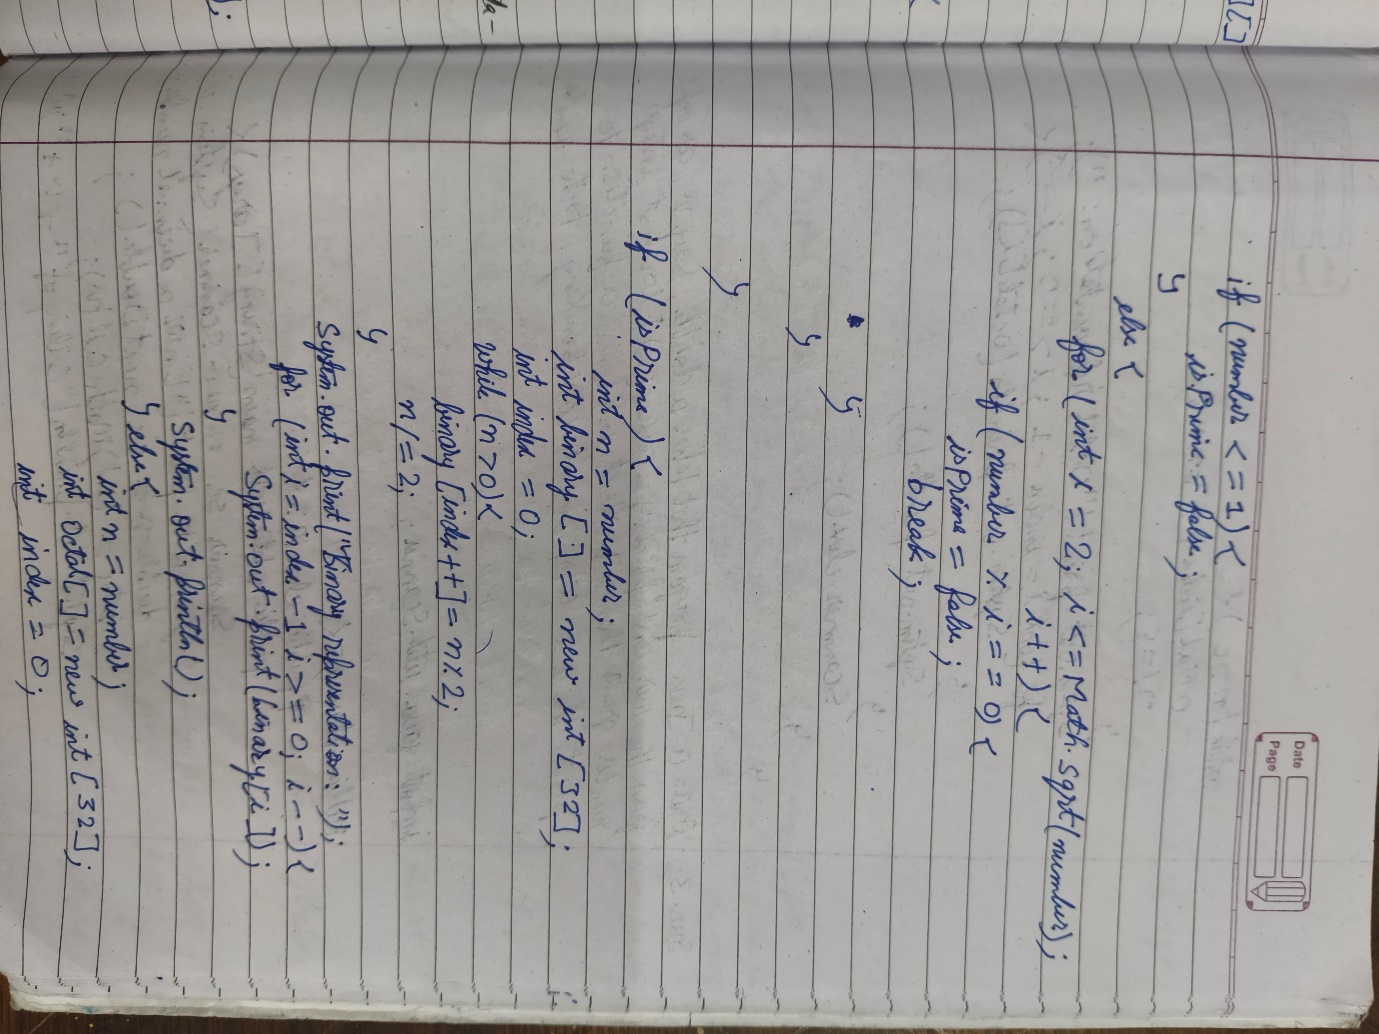 Date
Page
if (number <= 1) {
isPrime = false;
}
else {
for (int i = 2; i <= Math.sqrt(number);
i++) {
if (number % i == 0) {
isPrime = false;
break;
}
}
}
if (isPrime) {
int n = number;
int binary[] = new int [32];
int index = 0;
while (n > 0) {
binary [index++] = n%2;
n/=2;
}
System.out.print("Binary representation: ");
for (int i = index - 1 i >= 0; i--) {
System.out.print(binary[i]);
}
System.out.println();
} else {
int n = number;
int octal[] = new int [32];
int index = 0;